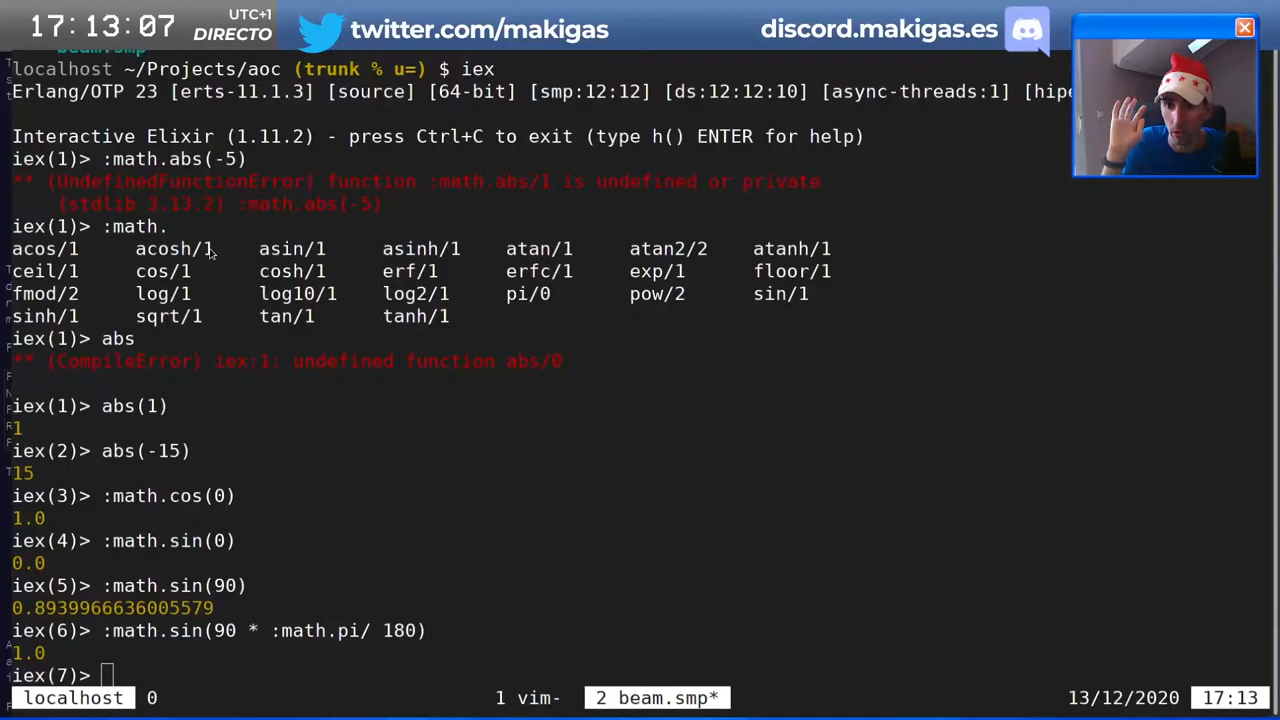 17:13:07
UTC+1
DIRECTO
twitter.com/makigas
discord.makigas.es
beam.smp
localhost ~/Projects/aoc (trunk % u=) $ iex
Erlang/OTP 23 [erts-11.1.3] [source] [64-bit] [smp:12:12] [ds:12:12:10] [async-threads:1] [hipe
Interactive Elixir (1.11.2) - press Ctrl+C to exit (type h() ENTER for help)
iex(1)> :math.abs(-5)
** (UndefinedFunctionError) function :math.abs/1 is undefined or private
(stdlib 3.13.2) :math.abs(-5)
iex(1)> :math.
acos/1 acosh/1 asin/1 asinh/1 atan/1 atan2/2 atanh/1
ceil/1 cos/1 cosh/1 erf/1 erfc/1 exp/1 floor/1
fmod/2 log/1 log10/1 log2/1 pi/0 pow/2 sin/1
sinh/1 sqrt/1 tan/1 tanh/1
iex(1)> abs
** (CompileError) iex:1: undefined function abs/0
iex(1)> abs(1)
1
iex(2)> abs(-15)
15
iex(3)> :math.cos(0)
1.0
iex(4)> :math.sin(0)
0.0
iex(5)> :math.sin(90)
0.8939966636005579
iex(6)> :math.sin(90 * :math.pi/ 180)
1.0
iex(7)>
localhost 0 1 vim- 2 beam.smp* 13/12/2020 17:13